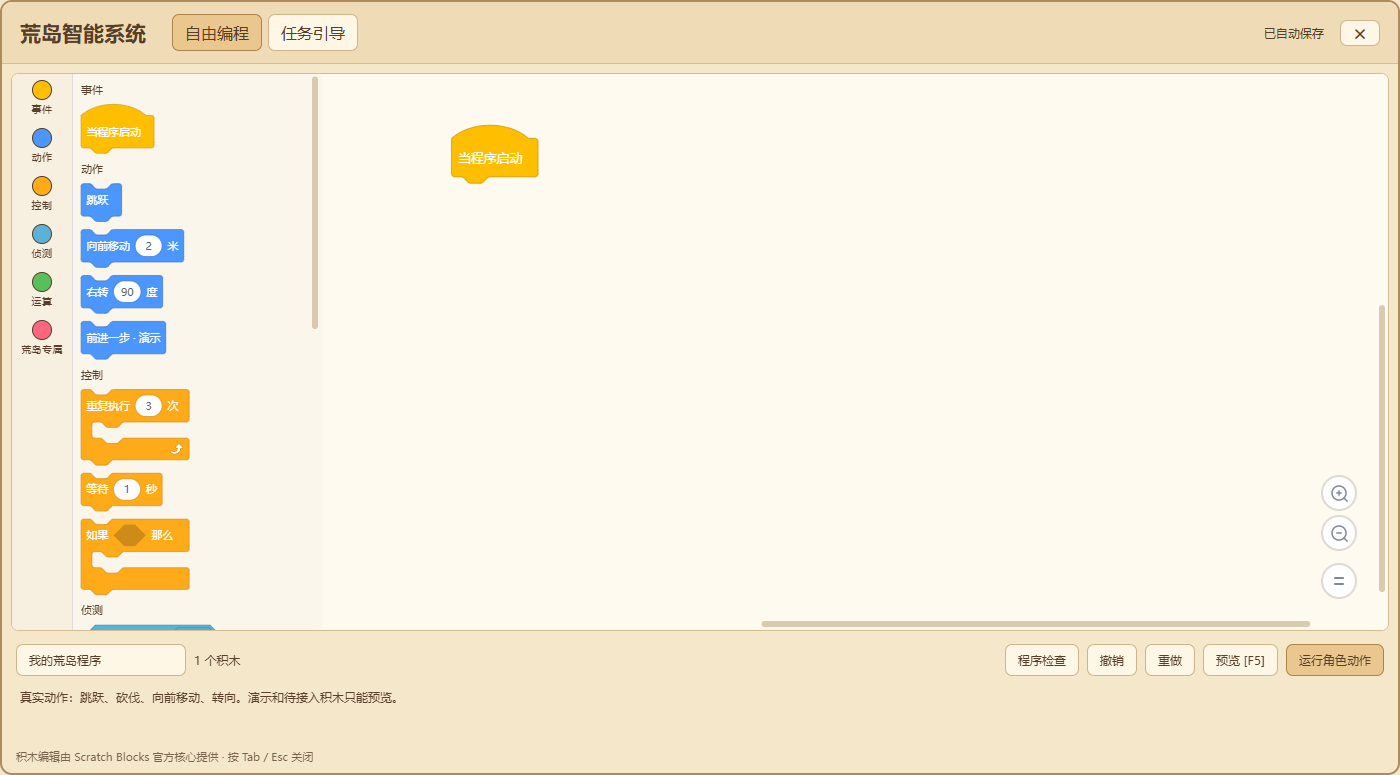 荒岛智能系统
自由编程
任务引导
已自动保存
事件
动作
控制
侦测
运算
荒岛专属
事件
当程序启动
动作
跳跃
向前移动 2 米
右转 90 度
前进一步 · 演示
控制
重复执行 3 次
等待 1 秒
如果 那么
侦测
当程序启动
我的荒岛程序
1 个积木
程序检查
撤销
重做
预览 [F5]
运行角色动作
真实动作：跳跃、砍伐、向前移动、转向。演示和待接入积木只能预览。
积木编辑由 Scratch Blocks 官方核心提供 · 按 Tab / Esc 关闭